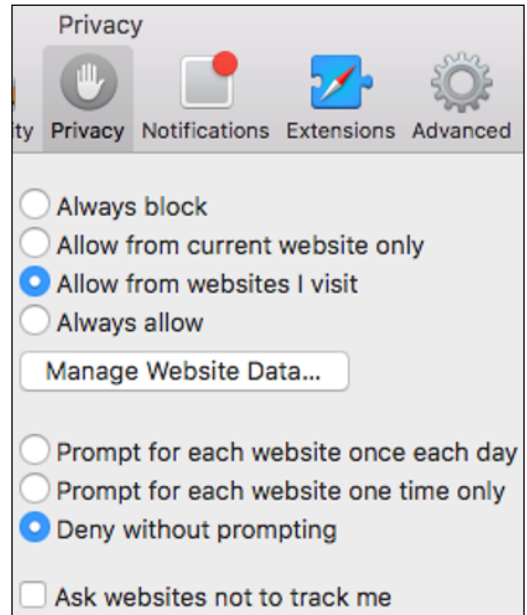 Privacy
ity Privacy Notifications Extensions Advanced
Always block
Allow from current website only
Allow from websites I visit
Always allow
Manage Website Data...
Prompt for each website once each day
Prompt for each website one time only
Deny without prompting
Ask websites not to track me